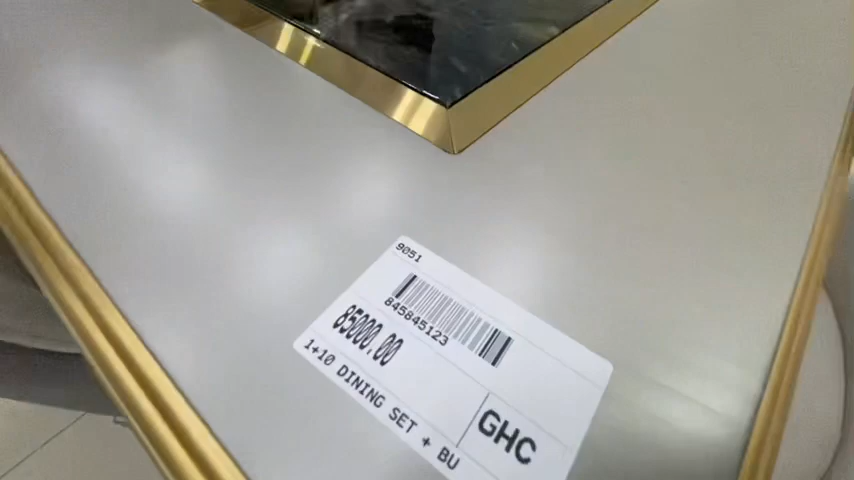 9051
845845123
85000.00
GHC
1+10 DINING SET + BU